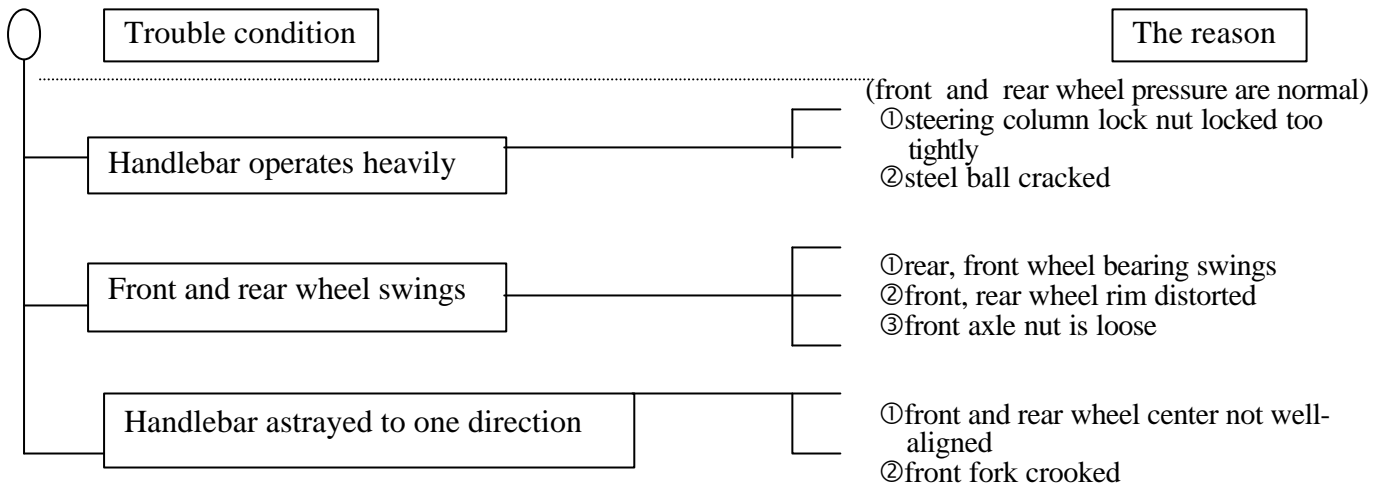 Trouble condition
The reason
(front and rear wheel pressure are normal)
Handlebar operates heavily
①steering column lock nut locked too
tightly
②steel ball cracked
Front and rear wheel swings
①rear, front wheel bearing swings
②front, rear wheel rim distorted
③front axle nut is loose
Handlebar astrayed to one direction
①front and rear wheel center not well-
aligned
②front fork crooked